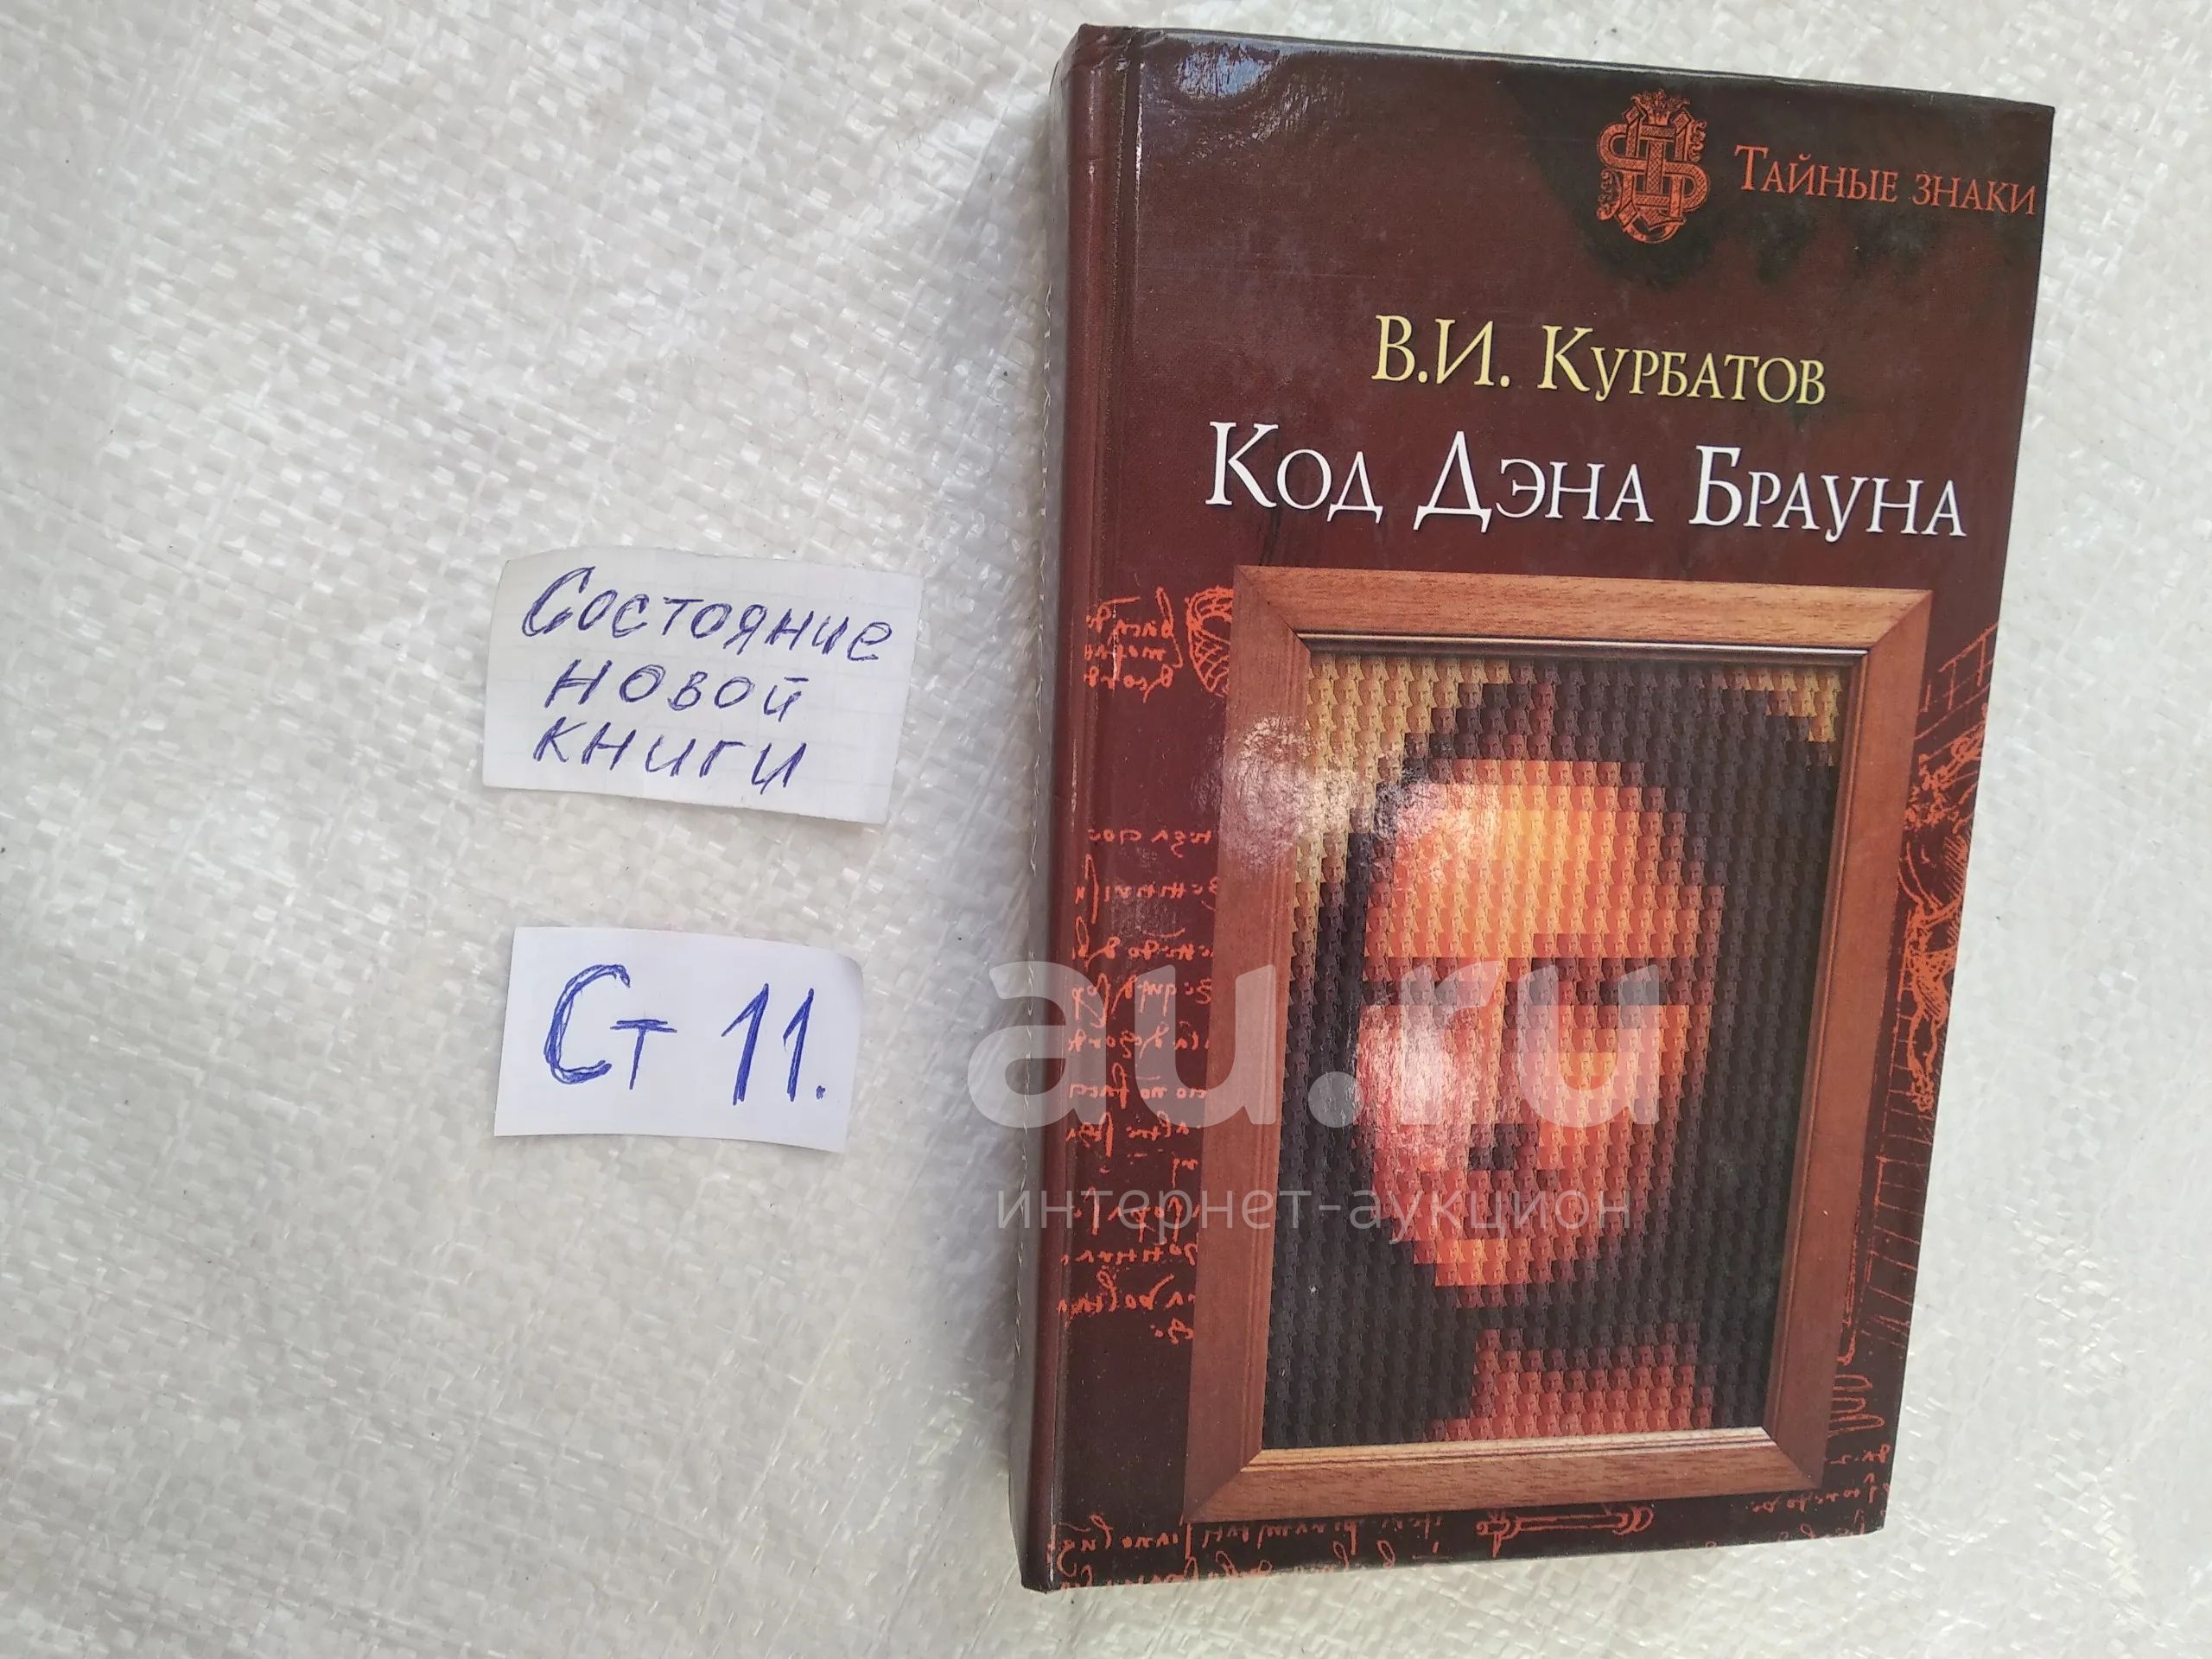 Тайные знаки
В.И. Курбатов
Код Дэна Брауна
Состояние
новой
книги
Ст 11.
au.ru
интернет-аукцион